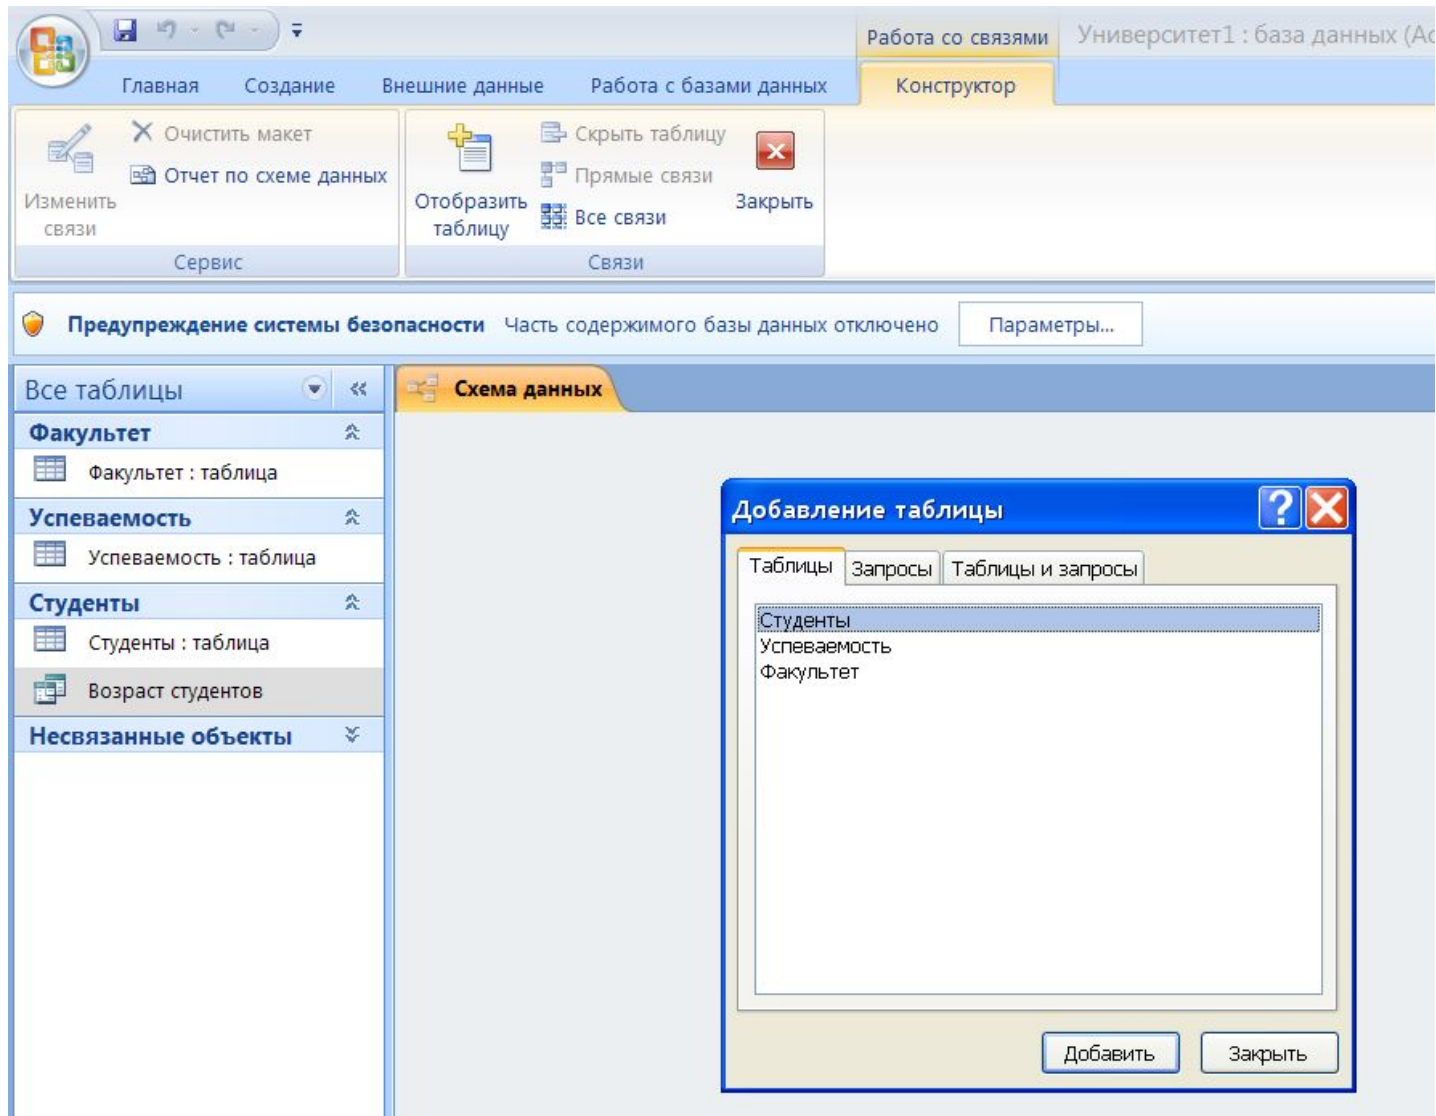 Работа со связями
Университет1 : база данных (Ac
Главная Создание Внешние данные Работа с базами данных Конструктор
Изменить связи
Очистить макет
Отчет по схеме данных
Сервис
Отобразить таблицу
Скрыть таблицу
Прямые связи
Все связи
Закрыть
Связи
Предупреждение системы безопасности Часть содержимого базы данных отключено Параметры...
Все таблицы
Факультет
Факультет : таблица
Успеваемость
Успеваемость : таблица
Студенты
Студенты : таблица
Возраст студентов
Несвязанные объекты
Схема данных
Добавление таблицы
Таблицы Запросы Таблицы и запросы
Студенты
Успеваемость
Факультет
Добавить Закрыть